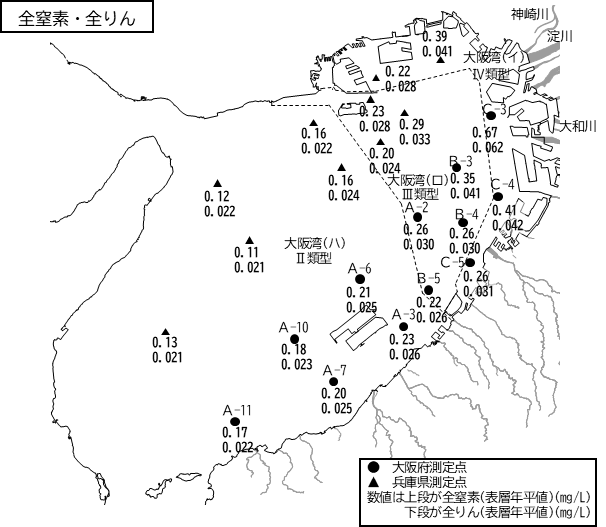 全窒素・全りん
神崎川
淀川
大阪湾(イ)
Ⅳ類型
大和川
0.39
0.041
0.22
0.028
0.23
0.028
0.29
0.033
C-3
0.67
0.062
0.16
0.022
0.20
0.024
B-3
0.35
0.041
0.16
0.024
大阪湾(ロ)
Ⅲ類型
C-4
0.41
0.042
0.12
0.022
A-2
0.26
0.030
B-4
0.26
0.030
0.11
0.021
大阪湾(ハ)
Ⅱ類型
C-5
0.26
0.031
A-6
0.21
0.025
B-5
0.22
0.026
0.13
0.021
A-10
0.18
0.023
A-3
0.23
0.026
A-7
0.20
0.025
A-11
0.17
0.022
大阪府測定点
兵庫県測定点
数値は上段が全窒素(表層年平値)(mg/L)
下段が全りん(表層年平値)(mg/L)